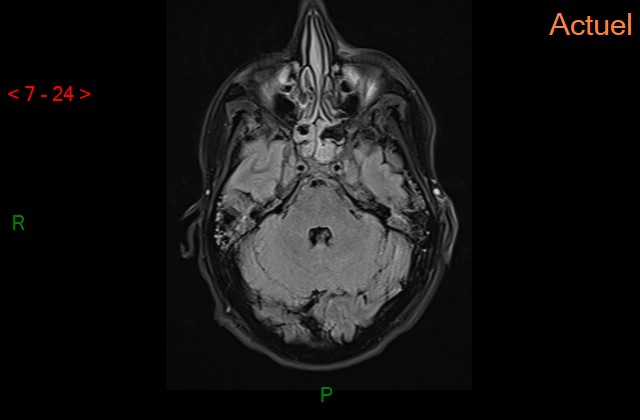 Actuel
< 7 - 24 >
R
P